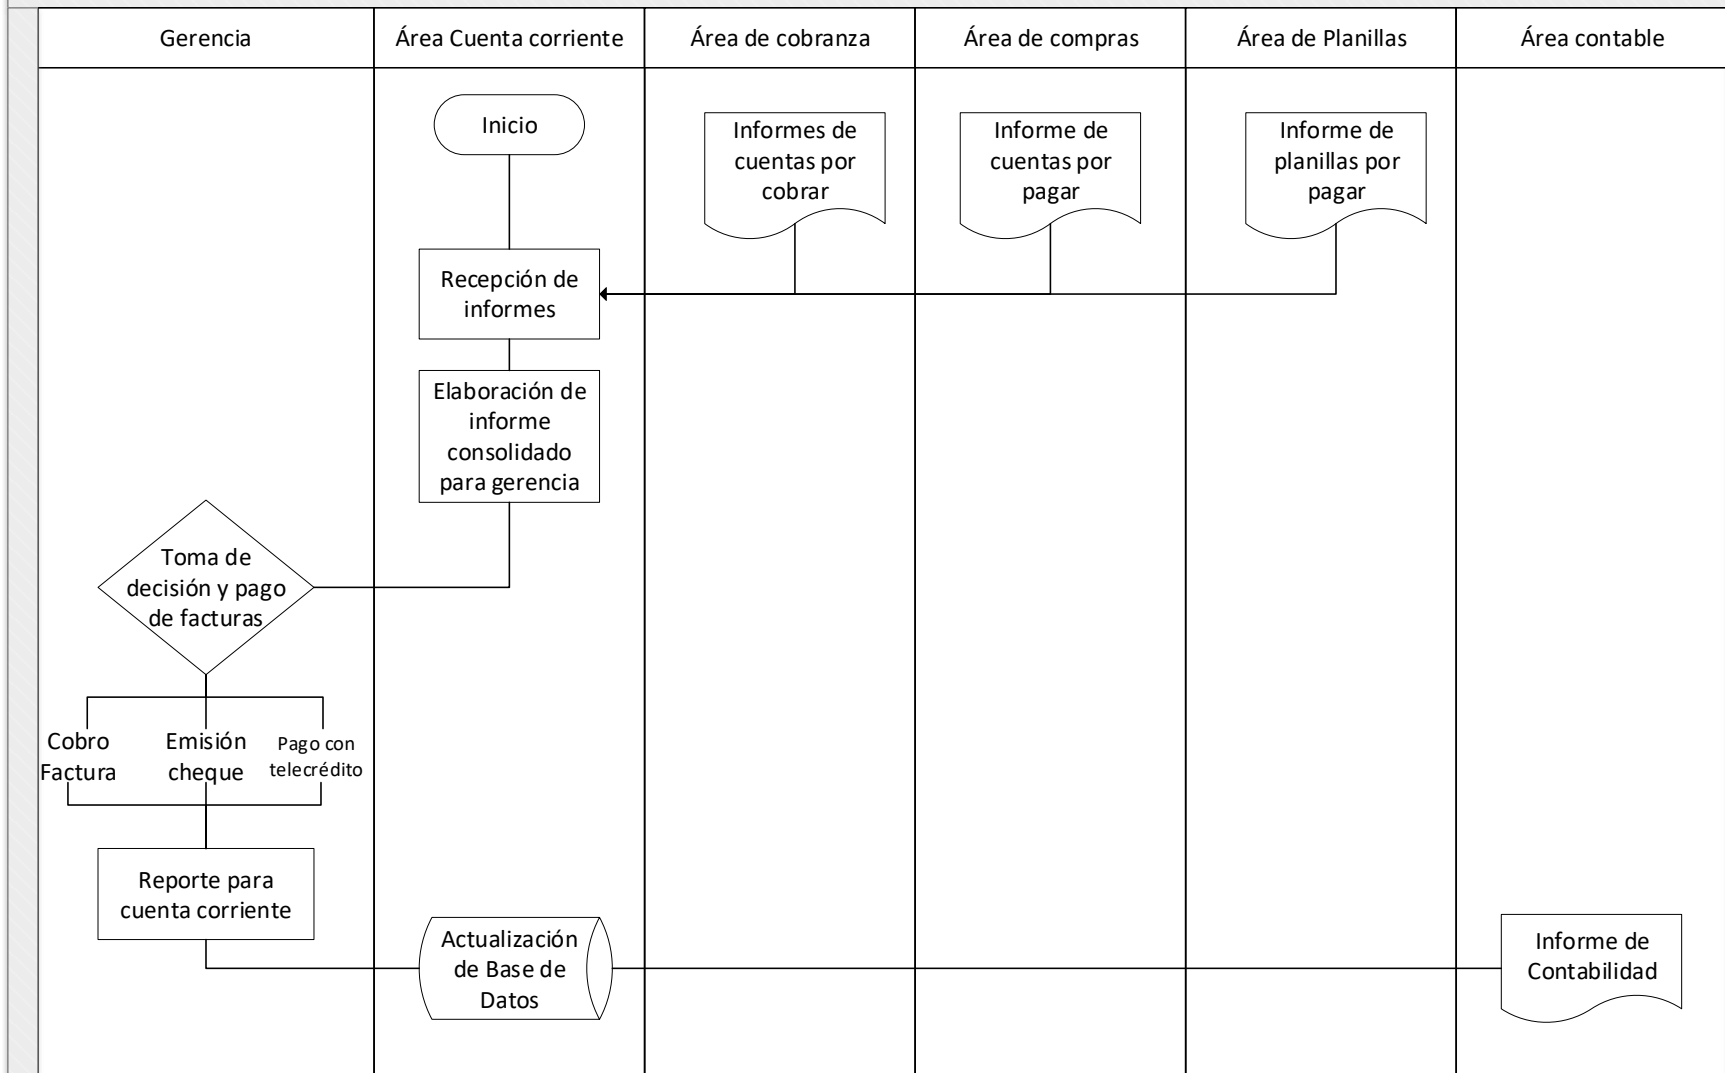 Gerencia
Área Cuenta corriente
Área de cobranza
Área de compras
Área de Planillas
Área contable
Inicio
Informes de
cuentas por
cobrar
Informe de
cuentas por
pagar
Informe de
planillas por
pagar
Recepción de
informes
Elaboración de
informe
consolidado
para gerencia
Toma de
decisión y pago
de facturas
Cobro
Factura
Emisión
cheque
Pago con
telecrédito
Reporte para
cuenta corriente
Actualización
de Base de
Datos
Informe de
Contabilidad